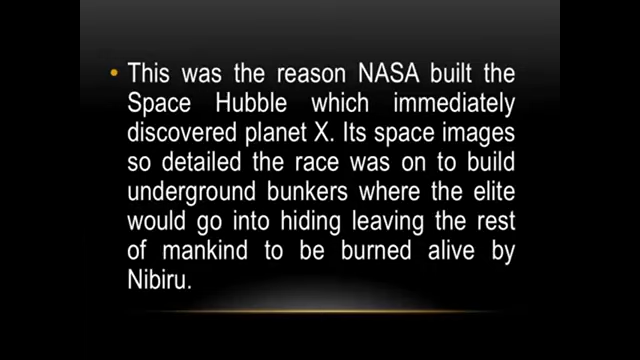 • This was the reason NASA built the
Space Hubble which immediately
discovered planet X. Its space images
so detailed the race was on to build
underground bunkers where the elite
would go into hiding leaving the rest
of mankind to be burned alive by
Nibiru.